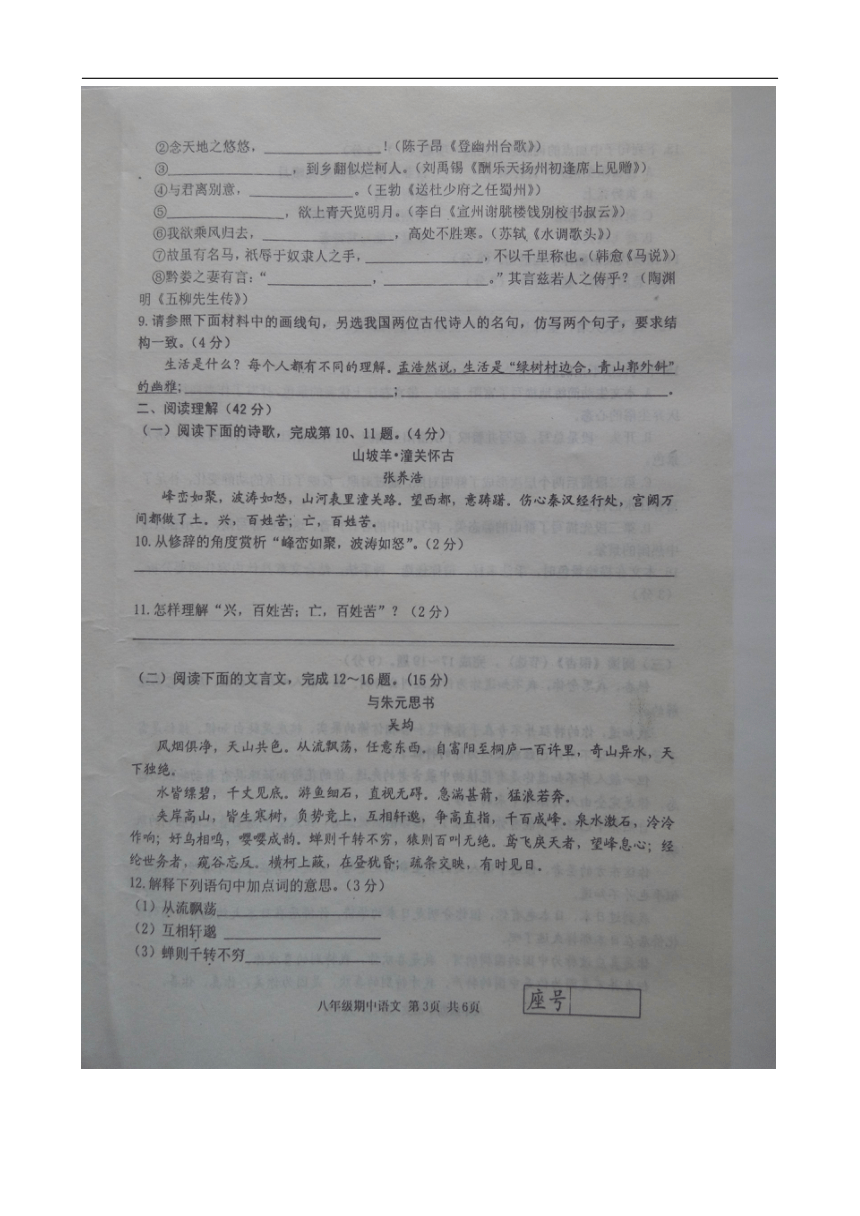 ②念天地之悠悠，!(陈子昂《登幽州台歌》)
③，到乡翻似烂柯人。(刘禹锡《酬乐天扬州初逢席上见赠》)
④与君离别意，。(王勃《送杜少府之任蜀州》)
⑤，欲上青天览明月。(李白《宣州谢朓楼饯别校书叔云》)
⑥我欲乘风归去，，高处不胜寒。(苏轼《水调歌头》)
⑦故虽有名马，祇辱于奴隶人之手，，不以千里称也。(韩愈《马说》)
⑧黔娄之妻有言：“，。”其言兹若人之俦乎？(陶渊
明《五柳先生传》)
9.请参照下面材料中的画线句，另选我国两位古代诗人的名句，仿写两个句子，要求结
构一致。(4分)
生活是什么？每个人都有不同的理解。孟浩然说，生活是“绿树村边合，青山郭外斜”
的幽雅；；。
二、阅读理解(42分)
(一)阅读下面的诗歌，完成第10、11题。(4分)
山坡羊•潼关怀古
张养浩
峰峦如聚，波涛如怒，山河表里潼关路。望西都，意踌躇。伤心秦汉经行处，宫阙万
间都做了土。兴，百姓苦；亡，百姓苦。
10.从修辞的角度赏析“峰峦如聚，波涛如怒”。(2分)
11.怎样理解“兴，百姓苦；亡，百姓苦”？(2分)
(二)阅读下面的文言文，完成12～16题。(15分)
与朱元思书
吴均
风烟俱净，天山共色。从流飘荡，任意东西。自富阳至桐庐一百许里，奇山异水，天
下独绝。
水皆缥碧，千丈见底。游鱼细石，直视无碍。急湍甚箭，猛浪若奔。
夹岸高山，皆生寒树，负势竞上，互相轩邈，争高直指，千百成峰。泉水激石，泠泠
作响；好鸟相鸣，嘤嘤成韵。蝉则千转不穷，猿则百叫无绝。鸢飞戾天者，望峰息心；经
纶世务者，窥谷忘反。横柯上蔽，在昼犹昏；疏条交映，有时见日。
12.解释下列语句中加点词的意思。(3分)
(1)从流飘荡
(2)互相轩邈
(3)蝉则千转不穷
八年级期中语文 第3页 共6页
座号